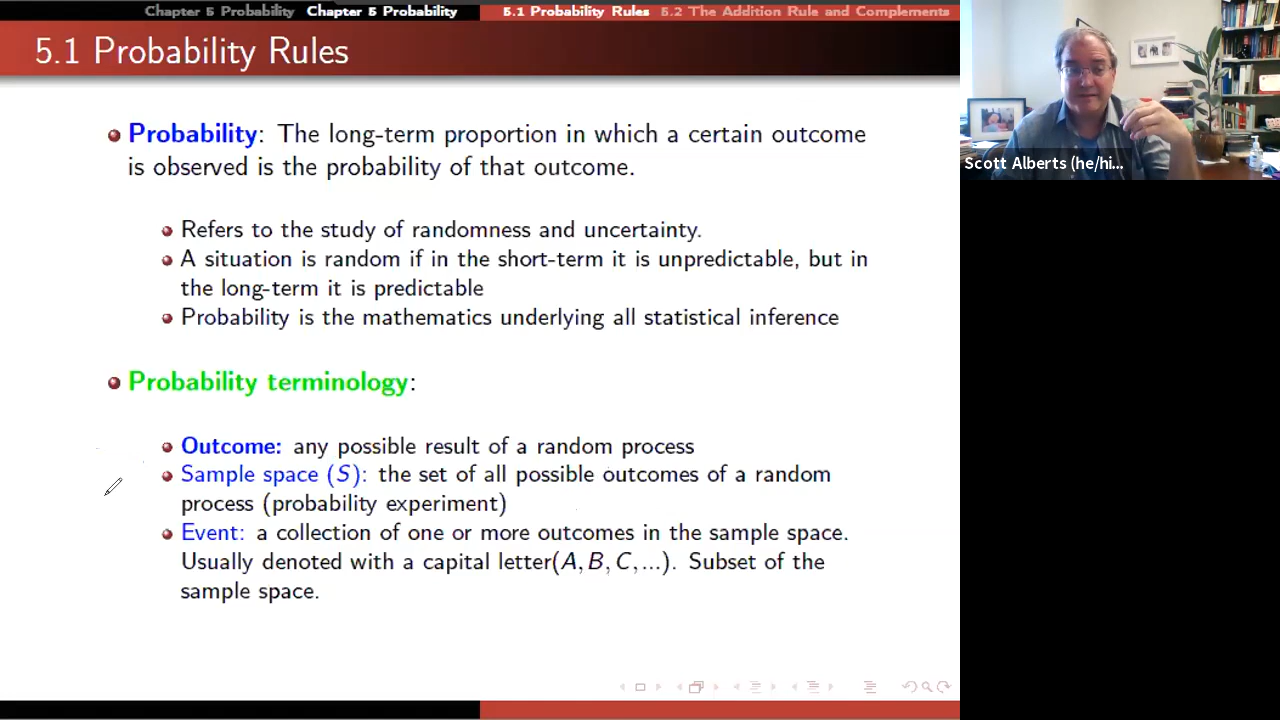 Chapter 5 Probability Chapter 5 Probability 5.1 Probability Rules 5.2 The Addition Rule and Complements
5.1 Probability Rules
Probability: The long-term proportion in which a certain outcome
is observed is the probability of that outcome.
Refers to the study of randomness and uncertainty.
A situation is random if in the short-term it is unpredictable, but in
the long-term it is predictable
Probability is the mathematics underlying all statistical inference
Probability terminology:
Outcome: any possible result of a random process
Sample space (S): the set of all possible outcomes of a random
process (probability experiment)
Event: a collection of one or more outcomes in the sample space.
Usually denoted with a capital letter(A, B, C, ...). Subset of the
sample space.
Scott Alberts (he/hi...